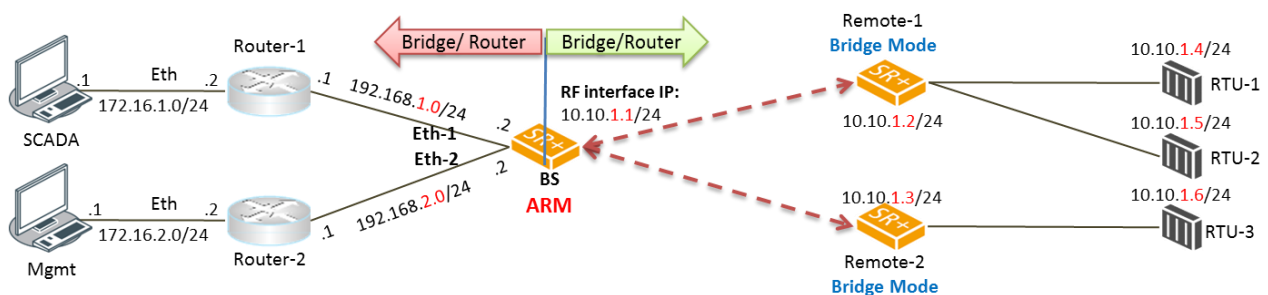 Bridge/ Router
Bridge/Router
Remote-1
Bridge Mode
Router-1
.1
Eth
.2
172.16.1.0/24
SCADA
.1
192.168.1.0/24
Eth-1
.2
RF interface IP:
10.10.1.1/24
SR+
10.10.1.2/24
10.10.1.4/24
RTU-1
10.10.1.5/24
RTU-2
Eth-2
.2
SR+
BS
ARM
.1
Eth
.2
172.16.2.0/24
Mgmt
.1
192.168.2.0/24
Router-2
10.10.1.3/24
SR+
Remote-2
Bridge Mode
10.10.1.6/24
RTU-3